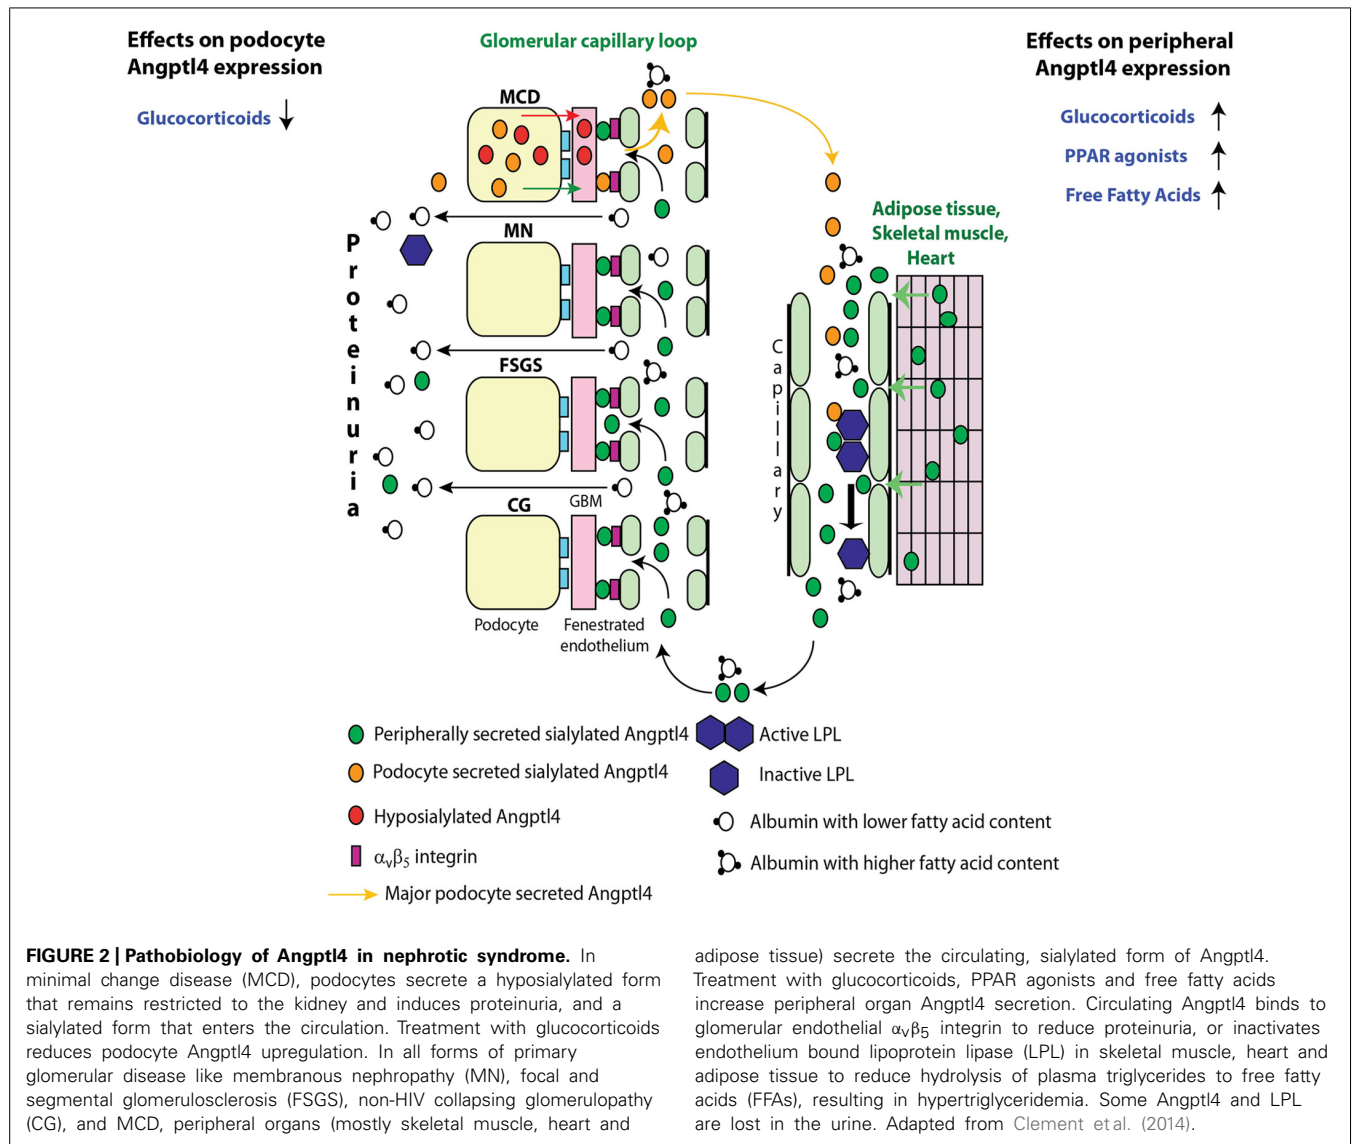 Effects on podocyte
Angptl4 expression
Glucocorticoids
Glomerular capillary loop
Effects on peripheral
Angptl4 expression
Glucocorticoids
PPAR agonists
Free Fatty Acids
MCD
MN
FSGS
CG
GBM
Podocyte
Fenestrated
endothelium
Proteinuria
Adipose tissue,
Skeletal muscle,
Heart
Capillary
Peripherally secreted sialylated Angptl4
Podocyte secreted sialylated Angptl4
Hyposialylated Angptl4
αvβ5 integrin
Major podocyte secreted Angptl4
Active LPL
Inactive LPL
Albumin with lower fatty acid content
Albumin with higher fatty acid content
FIGURE 2 | Pathobiology of Angptl4 in nephrotic syndrome. In
minimal change disease (MCD), podocytes secrete a hyposialylated form
that remains restricted to the kidney and induces proteinuria, and a
sialylated form that enters the circulation. Treatment with glucocorticoids
reduces podocyte Angptl4 upregulation. In all forms of primary
glomerular disease like membranous nephropathy (MN), focal and
segmental glomerulosclerosis (FSGS), non-HIV collapsing glomerulopathy
(CG), and MCD, peripheral organs (mostly skeletal muscle, heart and
adipose tissue) secrete the circulating, sialylated form of Angptl4.
Treatment with glucocorticoids, PPAR agonists and free fatty acids
increase peripheral organ Angptl4 secretion. Circulating Angptl4 binds to
glomerular endothelial αvβ5 integrin to reduce proteinuria, or inactivates
endothelium bound lipoprotein lipase (LPL) in skeletal muscle, heart and
adipose tissue to reduce hydrolysis of plasma triglycerides to free fatty
acids (FFAs), resulting in hypertriglyceridemia. Some Angptl4 and LPL
are lost in the urine. Adapted from Clement et al. (2014).